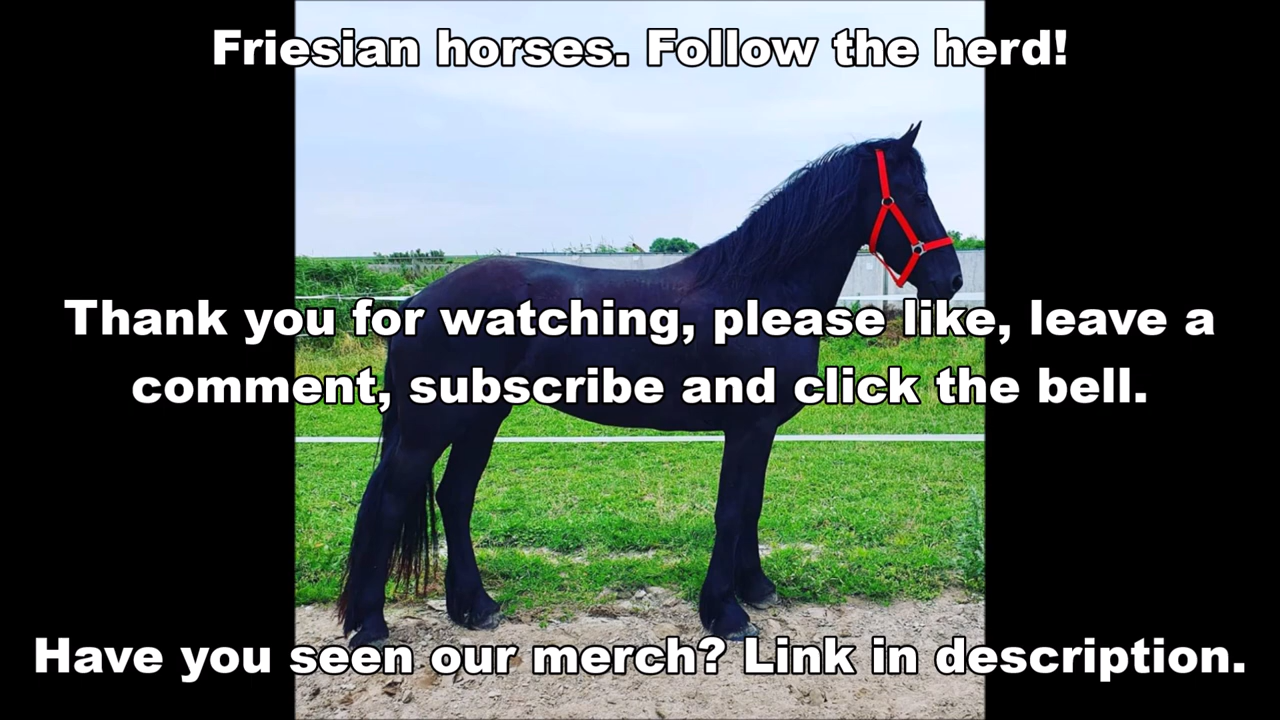 Friesian horses. Follow the herd!
Thank you for watching, please like, leave a
comment, subscribe and click the bell.
Have you seen our merch? Link in description.